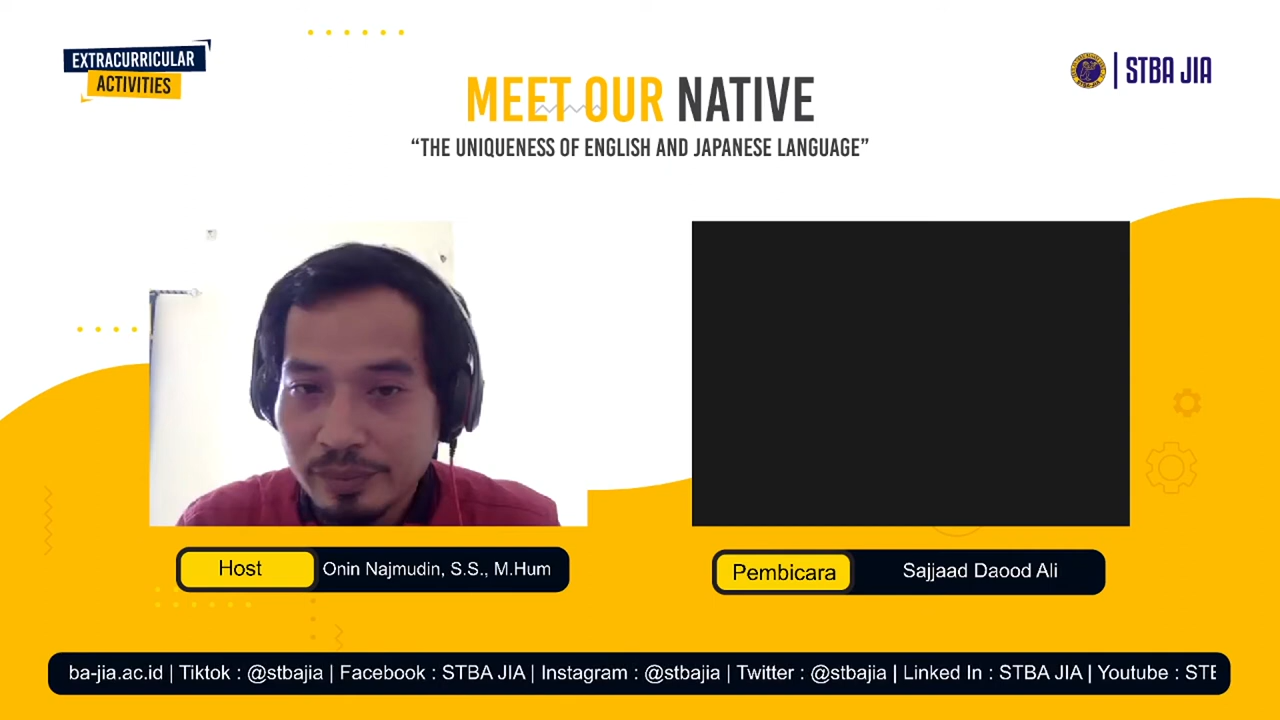 EXTRACURRICULAR
ACTIVITIES
STBA JIA
MEET OUR NATIVE
“THE UNIQUENESS OF ENGLISH AND JAPANESE LANGUAGE”
Host
Onin Najmudin, S.S., M.Hum
Pembicara
Sajjaad Daood Ali
ba-jia.ac.id | Tiktok : @stbajia | Facebook : STBA JIA | Instagram : @stbajia | Twitter : @stbajia | Linked In : STBA JIA | Youtube : STB